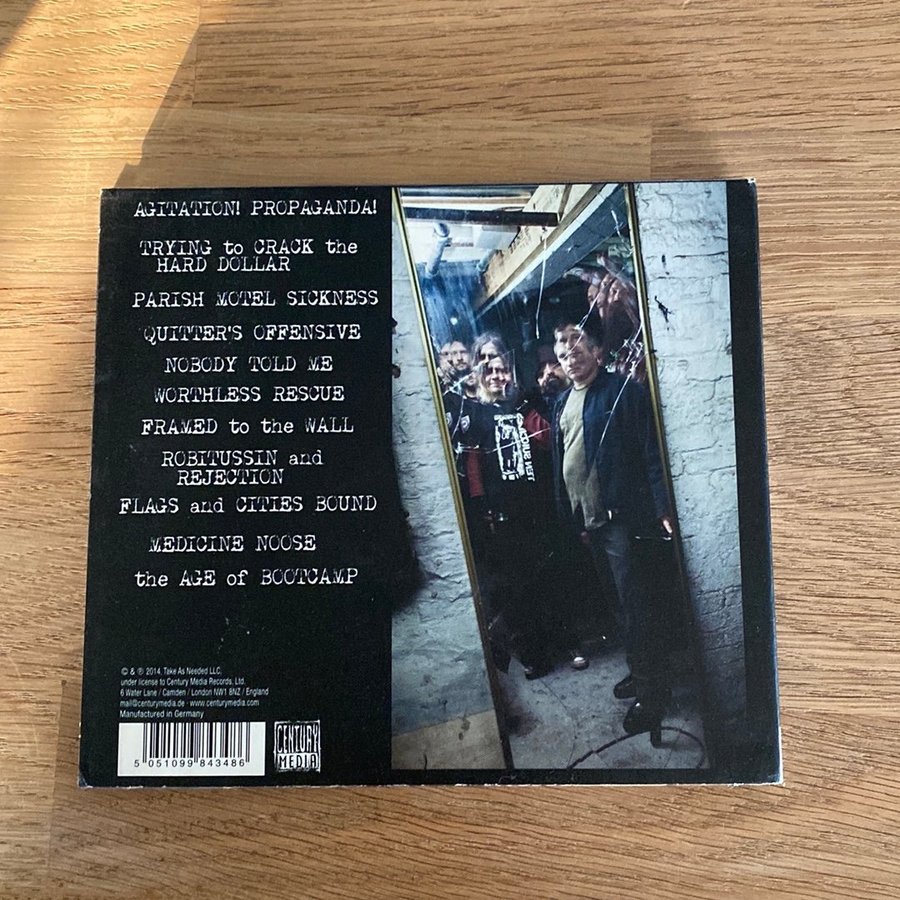 AGITATION! PROPAGANDA!
TRYING to CRACK the
HARD DOLLAR
PARISH MOTEL SICKNESS
QUITTER'S OFFENSIVE
NOBODY TOLD ME
WORTHLESS RESCUE
FRAMED to the WALL
ROBITUSSIN and
REJECTION
FLAGS and CITIES BOUND
MEDICINE NOOSE
the AGE of BOOTCAMP
© & ℗ 2014, Take As Needed LLC,
under license to Century Media Records, Ltd.
6 Water Lane / Camden / London NW1 8NZ / England
mail@centurymedia.de · www.centurymedia.com
Manufactured in Germany
5 051099 843486
CENTURY
MEDIA